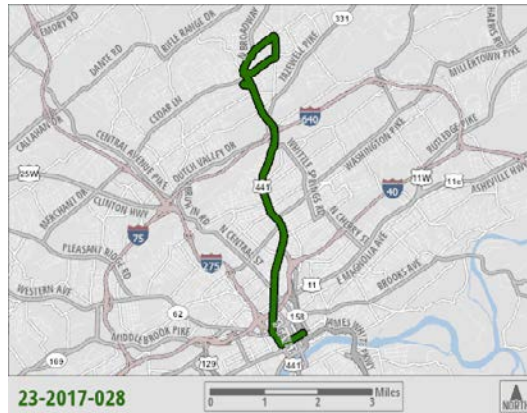 EMORY RD
RIFLE RANGE DR
N BROADWAY
331
TAZEWELL PIKE
HARRIS RD
DANTE RD
MILLERTOWN PIKE
CEDAR LN
CALLAHAN DR
640
RUTLEDGE PIKE
CENTRAL AVENUE PIKE
DUTCH VALLEY DR
WASHINGTON PIKE
WHITTLE SPRINGS RD
25W
MERCHANT DR
441
40
11W
11E
ASHEVILLE HWY
CLINTON HWY
BRUIN RD
N CHERRY ST
75
N CENTRAL ST
E MAGNOLIA AVE
PLEASANT RIDGE RD
275
11
BROOKS AVE
WESTERN AVE
62
158
JAMES WHITE PKWY
MIDDLEBROOK PIKE
169
129
441
23-2017-028
Miles
0 1 2 3
NORTH